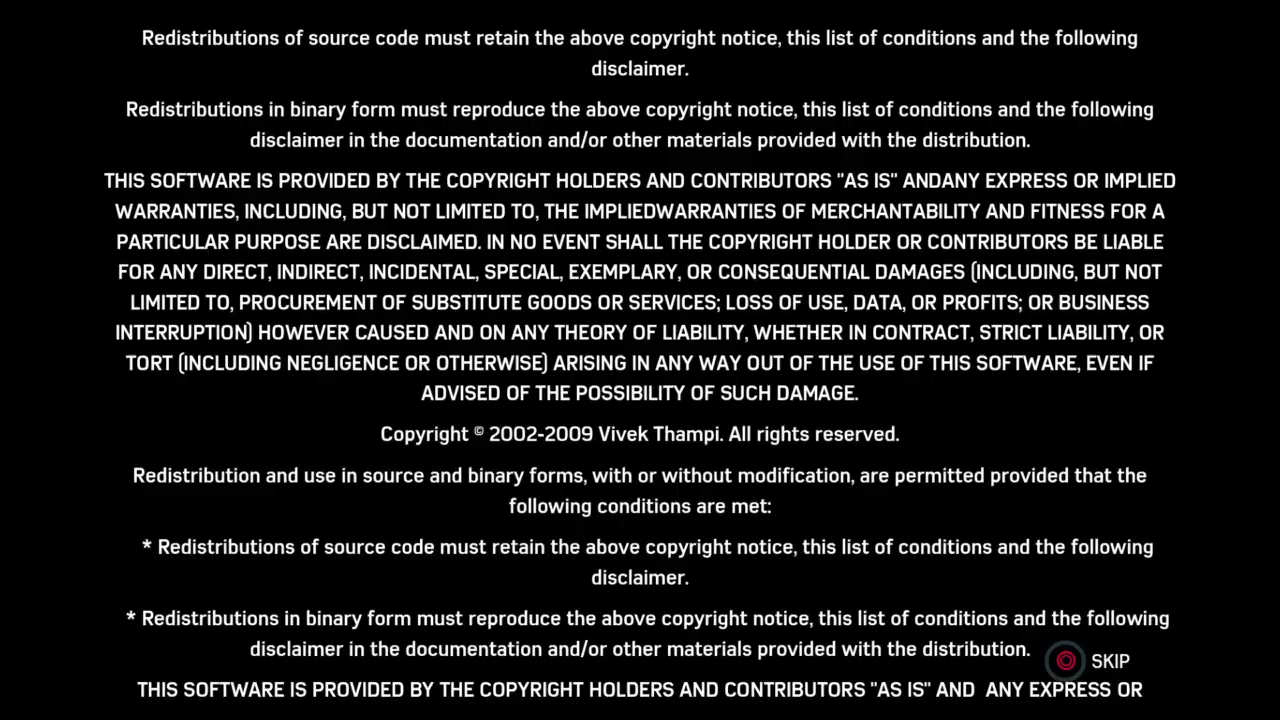 Redistributions of source code must retain the above copyright notice, this list of conditions and the following
disclaimer.
Redistributions in binary form must reproduce the above copyright notice, this list of conditions and the following
disclaimer in the documentation and/or other materials provided with the distribution.
THIS SOFTWARE IS PROVIDED BY THE COPYRIGHT HOLDERS AND CONTRIBUTORS "AS IS" ANDANY EXPRESS OR IMPLIED
WARRANTIES, INCLUDING, BUT NOT LIMITED TO, THE IMPLIEDWARRANTIES OF MERCHANTABILITY AND FITNESS FOR A
PARTICULAR PURPOSE ARE DISCLAIMED. IN NO EVENT SHALL THE COPYRIGHT HOLDER OR CONTRIBUTORS BE LIABLE
FOR ANY DIRECT, INDIRECT, INCIDENTAL, SPECIAL, EXEMPLARY, OR CONSEQUENTIAL DAMAGES (INCLUDING, BUT NOT
LIMITED TO, PROCUREMENT OF SUBSTITUTE GOODS OR SERVICES; LOSS OF USE, DATA, OR PROFITS; OR BUSINESS
INTERRUPTION) HOWEVER CAUSED AND ON ANY THEORY OF LIABILITY, WHETHER IN CONTRACT, STRICT LIABILITY, OR
TORT (INCLUDING NEGLIGENCE OR OTHERWISE) ARISING IN ANY WAY OUT OF THE USE OF THIS SOFTWARE, EVEN IF
ADVISED OF THE POSSIBILITY OF SUCH DAMAGE.
Copyright © 2002-2009 Vivek Thampi. All rights reserved.
Redistribution and use in source and binary forms, with or without modification, are permitted provided that the
following conditions are met:
* Redistributions of source code must retain the above copyright notice, this list of conditions and the following
disclaimer.
* Redistributions in binary form must reproduce the above copyright notice, this list of conditions and the following
disclaimer in the documentation and/or other materials provided with the distribution.
SKIP
THIS SOFTWARE IS PROVIDED BY THE COPYRIGHT HOLDERS AND CONTRIBUTORS "AS IS" AND  ANY EXPRESS OR